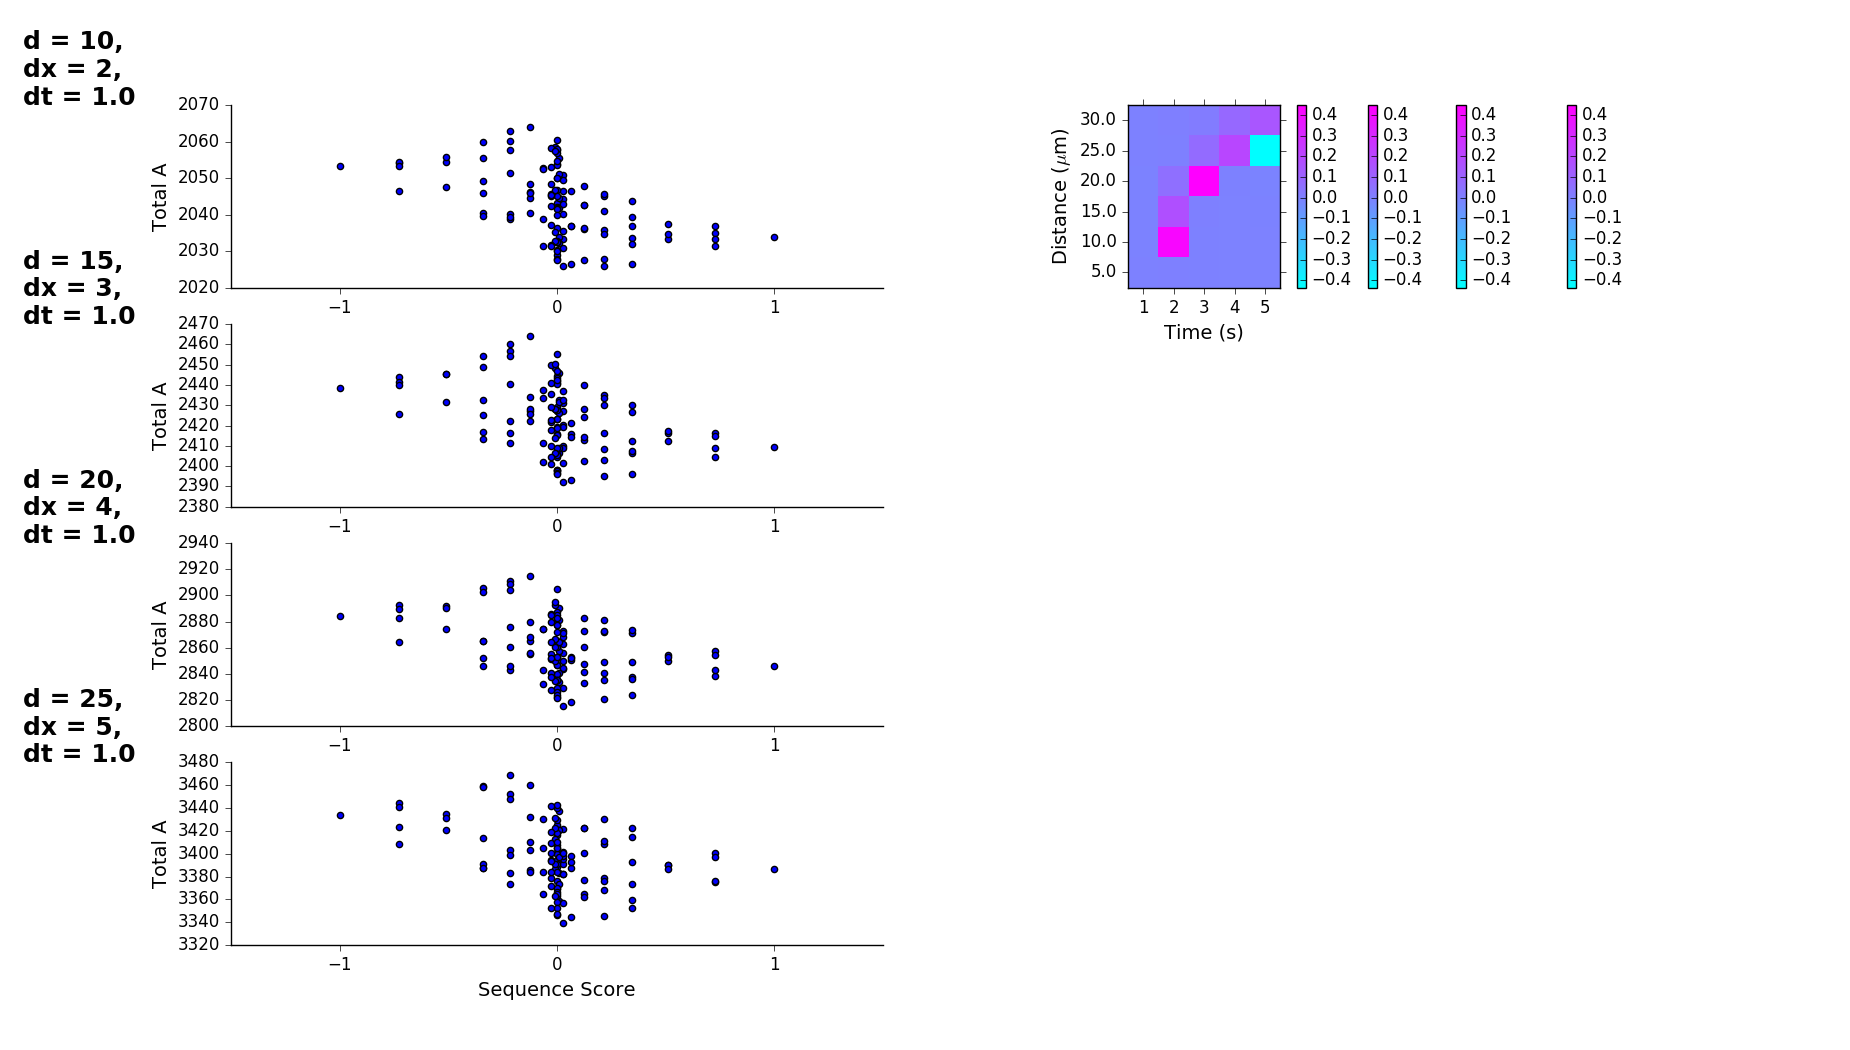 d = 10,
dx = 2,
dt = 1.0
2070
2060
2050
2040
2030
2020
Total A
−1 0 1
d = 15,
dx = 3,
dt = 1.0
2470
2460
2450
2440
2430
2420
2410
2400
2390
2380
Total A
−1 0 1
d = 20,
dx = 4,
dt = 1.0
2940
2920
2900
2880
2860
2840
2820
2800
Total A
−1 0 1
d = 25,
dx = 5,
dt = 1.0
3480
3460
3440
3420
3400
3380
3360
3340
3320
Total A
−1 0 1
Sequence Score
30.0
25.0
20.0
15.0
10.0
5.0
Distance (μm)
1 2 3 4 5
Time (s)
0.4 0.4 0.4 0.4
0.3 0.3 0.3 0.3
0.2 0.2 0.2 0.2
0.1 0.1 0.1 0.1
0.0 0.0 0.0 0.0
−0.1 −0.1 −0.1 −0.1
−0.2 −0.2 −0.2 −0.2
−0.3 −0.3 −0.3 −0.3
−0.4 −0.4 −0.4 −0.4